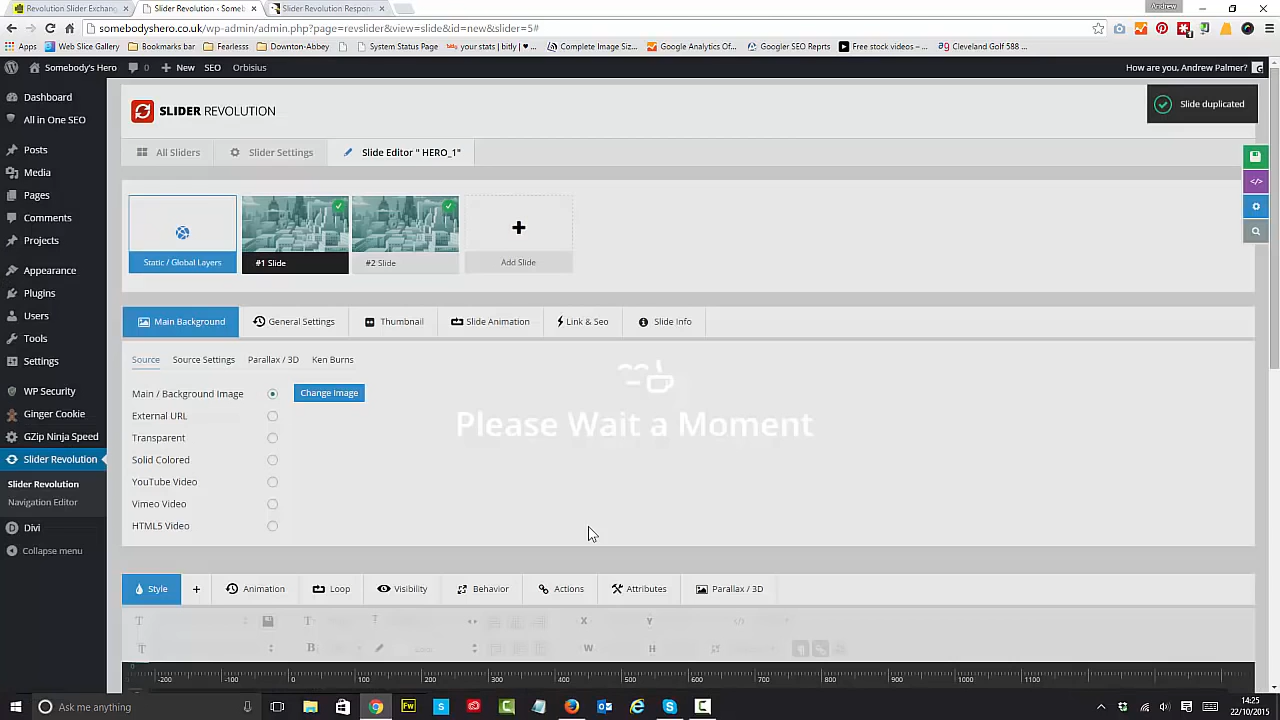 Revolution Slider Exchang
Slider Revolution < Someb
Slider Revolution Respon
Andrew
somebodyshero.co.uk/wp-admin/admin.php?page=revslider&view=slide&id=new&slider=5#
Apps Web Slice Gallery Bookmarks bar Fearless Downton-Abbey System Status Page your stats | bitly | ♥ - Complete Image Siz... Google Analytics Of... Googler SEO Reprts Free stock videos – ... Cleveland Golf 588 ...
Somebody's Hero 0 New SEO Orbisius How are you, Andrew Palmer?
Dashboard
All in One SEO
Posts
Media
Pages
Comments
Projects
Appearance
Plugins
Users
Tools
Settings
WP Security
Ginger Cookie
GZip Ninja Speed
Slider Revolution
Slider Revolution
Navigation Editor
Divi
Collapse menu
SLIDER REVOLUTION
Slide duplicated
All Sliders Slider Settings Slide Editor " HERO_1"
</>
Static / Global Layers #1 Slide #2 Slide Add Slide
Main Background General Settings Thumbnail Slide Animation Link & Seo Slide Info
Source Source Settings Parallax / 3D Ken Burns
Main / Background Image Change Image
External URL
Transparent
Solid Colored
YouTube Video
Vimeo Video
HTML5 Video
Please Wait a Moment
Style + Animation Loop Visibility Behavior Actions Attributes Parallax / 3D
X Y </>
B W H
-200 -100 0 100 200 300 400 500 600 700 800 900 1000 1100
Ask me anything
14:25
22/10/2015